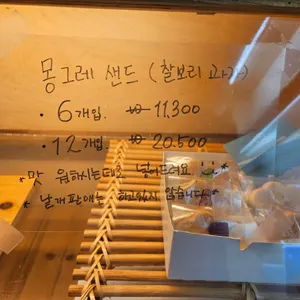 몽그레 샌드 (찰보리 과자)
· 6개입. ₩ 11.300
· 12개입. ₩ 20.500
*맛 원하시는대로 넣어드려요 *
* 낱개판매는 하고있지 않습니다. *